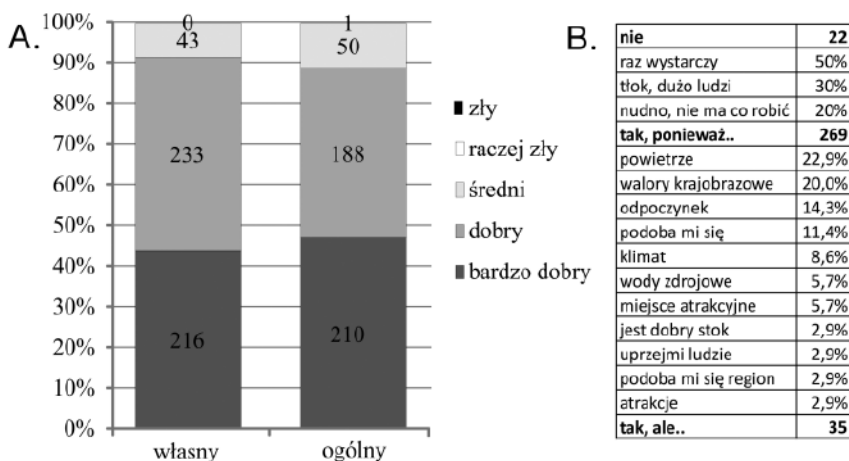 A.
100%
90%
80%
70%
60%
50%
40%
30%
20%
10%
0%
0
43
233
216
1
50
188
210
własny
ogólny
zły
raczej zły
średni
dobry
bardzo dobry
B.
nie 22
raz wystarczy 50%
tłok, dużo ludzi 30%
nudno, nie ma co robić 20%
tak, ponieważ.. 269
powietrze 22,9%
walory krajobrazowe 20,0%
odpoczynek 14,3%
podoba mi się 11,4%
klimat 8,6%
wody zdrojowe 5,7%
miejsce atrakcyjne 5,7%
jest dobry stok 2,9%
uprzejmi ludzie 2,9%
podoba mi się region 2,9%
atrakcje 2,9%
tak, ale.. 35